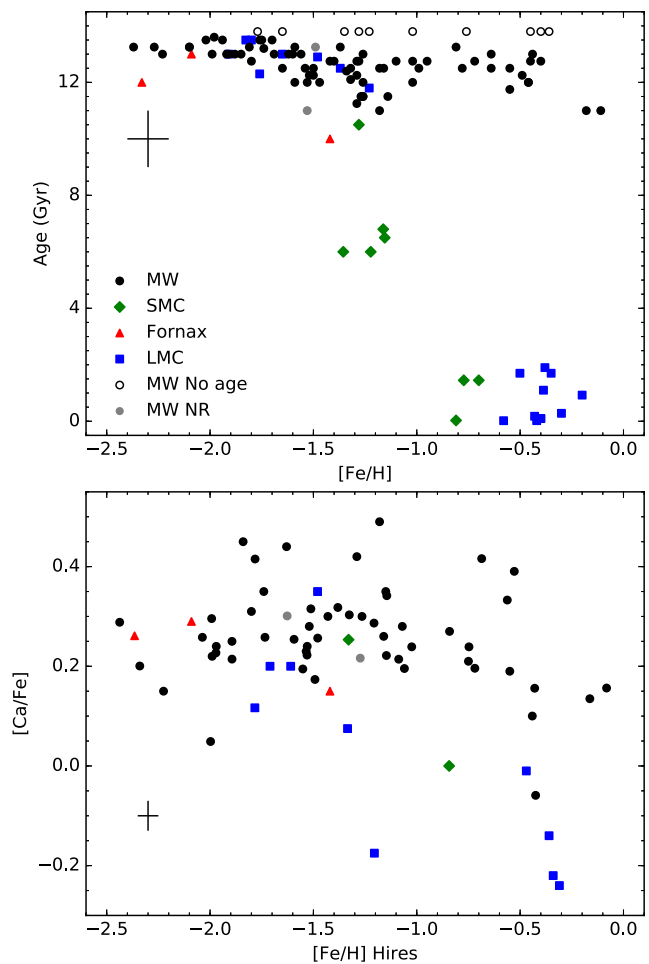 12
8
4
0
Age (Gyr)
MW
SMC
Fornax
LMC
MW No age
MW NR
−2.5 −2.0 −1.5 −1.0 −0.5 0.0
[Fe/H]
0.4
0.2
0.0
−0.2
[Ca/Fe]
−2.5 −2.0 −1.5 −1.0 −0.5 0.0
[Fe/H] Hires